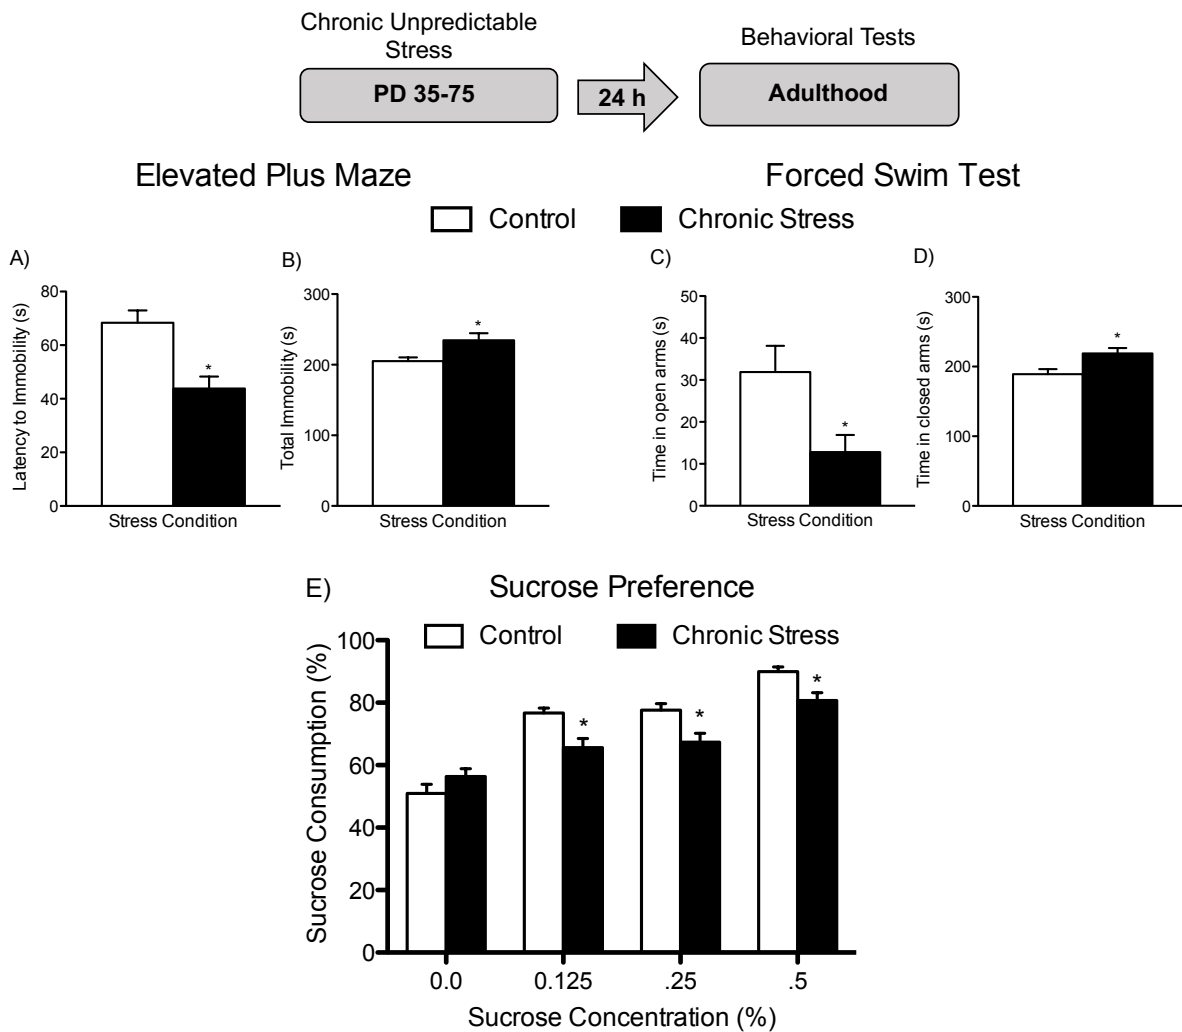 Chronic Unpredictable
Stress
PD 35-75
24 h
Behavioral Tests
Adulthood
Elevated Plus Maze
Forced Swim Test
Control
Chronic Stress
A)
Latency to Immobility (s)
80
60
40
20
0
*
Stress Condition
B)
Total Immobility (s)
300
200
100
0
*
Stress Condition
C)
Time in open arms (s)
50
40
30
20
10
0
*
Stress Condition
D)
Time in closed arms (s)
300
200
100
0
*
Stress Condition
E)
Sucrose Preference
Control
Chronic Stress
Sucrose Consumption (%)
100
80
60
40
20
0
*
*
*
0.0
0.125
.25
.5
Sucrose Concentration (%)